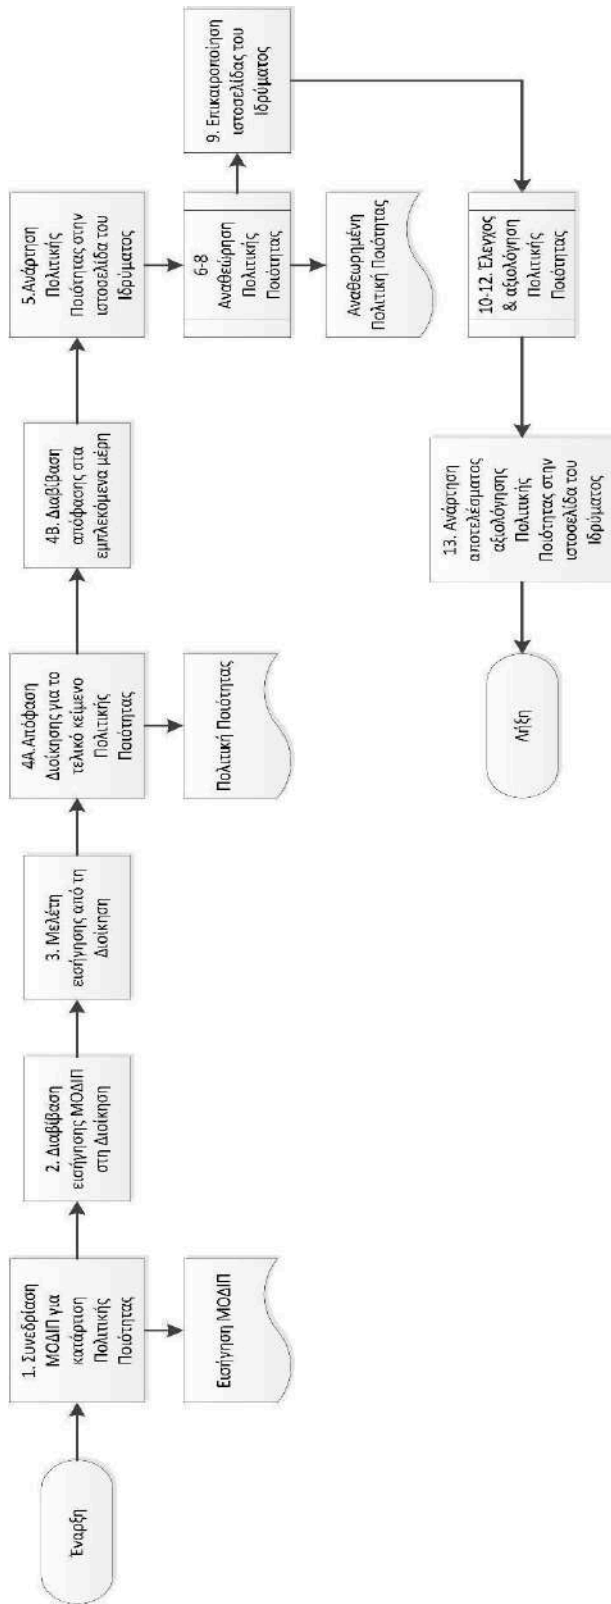 Έναρξη
1. Συνεδρίαση
ΜΟΔΙΠ για
κατάρτιση
Πολιτικής
Ποιότητας
Εισήγηση ΜΟΔΙΠ
2. Διαβίβαση
εισήγησης ΜΟΔΙΠ
στη Διοίκηση
3. Μελέτη
εισήγησης από τη
Διοίκηση
4Α.Απόφαση
Διοίκησης για το
τελικό κείμενο
Πολιτικής
Ποιότητας
Πολιτική Ποιότητας
4Β. Διαβίβαση
απόφασης στα
εμπλεκόμενα μέρη
5.Ανάρτηση
Πολιτικής
Ποιότητας στην
ιστοσελίδα του
Ιδρύματος
6-8
Αναθεώρηση
Πολιτικής
Ποιότητας
Αναθεωρημένη
Πολιτική Ποιότητας
9. Επικαιροποίηση
ιστοσελίδας του
Ιδρύματος
10-12. Έλεγχος
& αξιολόγηση
Πολιτικής
Ποιότητας
13. Ανάρτηση
αποτελέσματος
αξιολόγησης
Πολιτικής
Ποιότητας στην
ιστοσελίδα του
Ιδρύματος
Λήξη